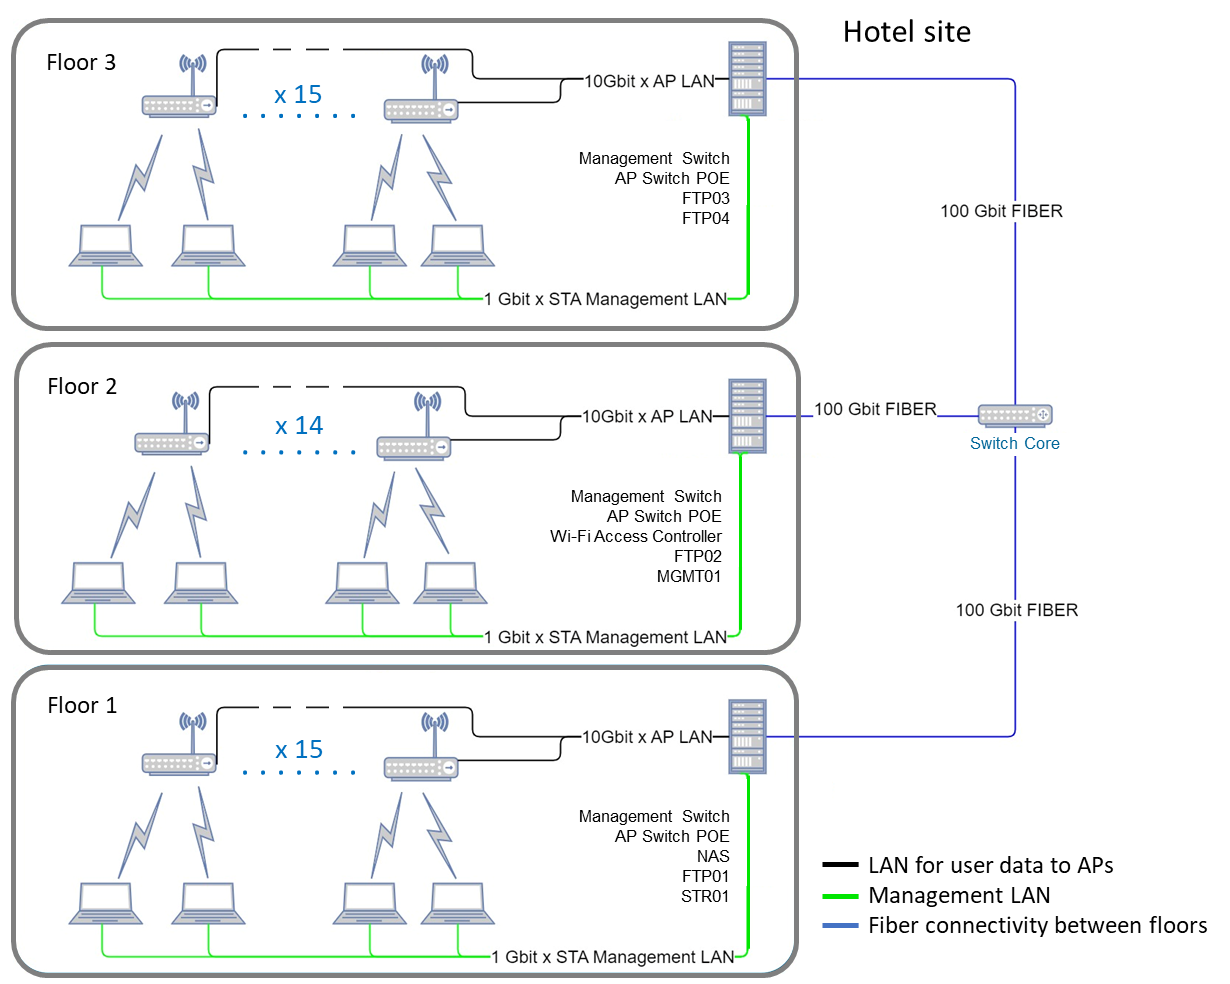 Hotel site
Floor 3
x 15
10Gbit x AP LAN
Management Switch
AP Switch POE
FTP03
FTP04
1 Gbit x STA Management LAN
100 Gbit FIBER
Floor 2
x 14
10Gbit x AP LAN
100 Gbit FIBER
Switch Core
Management Switch
AP Switch POE
Wi-Fi Access Controller
FTP02
MGMT01
1 Gbit x STA Management LAN
100 Gbit FIBER
Floor 1
x 15
10Gbit x AP LAN
Management Switch
AP Switch POE
NAS
FTP01
STR01
1 Gbit x STA Management LAN
LAN for user data to APs
Management LAN
Fiber connectivity between floors